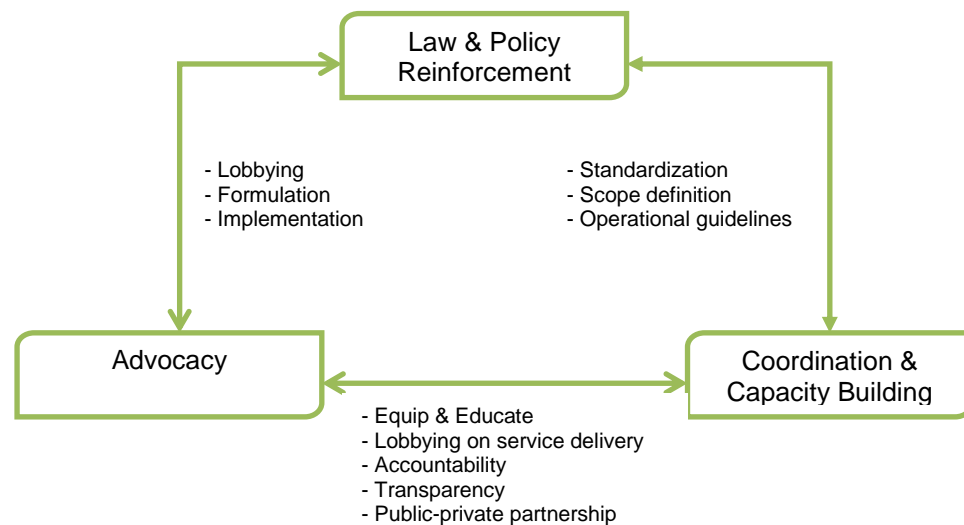 Law & Policy
Reinforcement
- Lobbying
- Formulation
- Implementation
- Standardization
- Scope definition
- Operational guidelines
Advocacy
Coordination &
Capacity Building
- Equip & Educate
- Lobbying on service delivery
- Accountability
- Transparency
- Public-private partnership